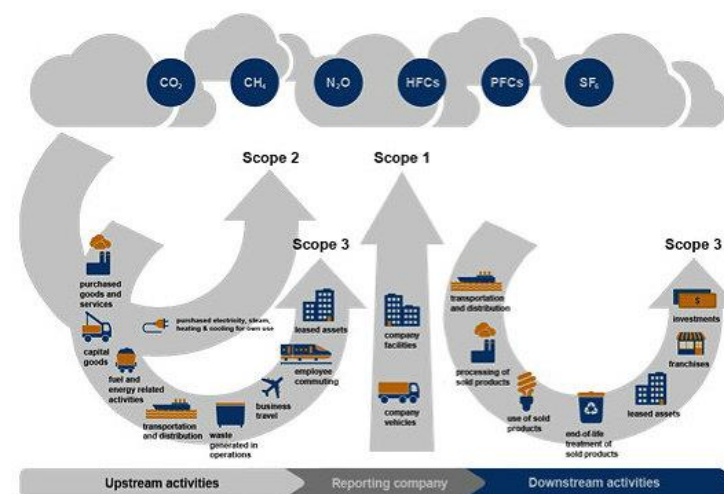 CO₂
CH₄
N₂O
HFCs
PFCs
SF₆
Scope 2
Scope 1
Scope 3
Scope 3
purchased
goods and
services
capital
goods
fuel and
energy related
activities
purchased electricity, steam,
heating & cooling for own use
transportation
and distribution
waste
generated in
operations
business
travel
employee
commuting
leased assets
company
facilities
company
vehicles
transportation
and distribution
processing of
sold products
use of sold
products
end-of-life
treatment of
sold products
leased assets
franchises
investments
$
Upstream activities
Reporting company
Downstream activities